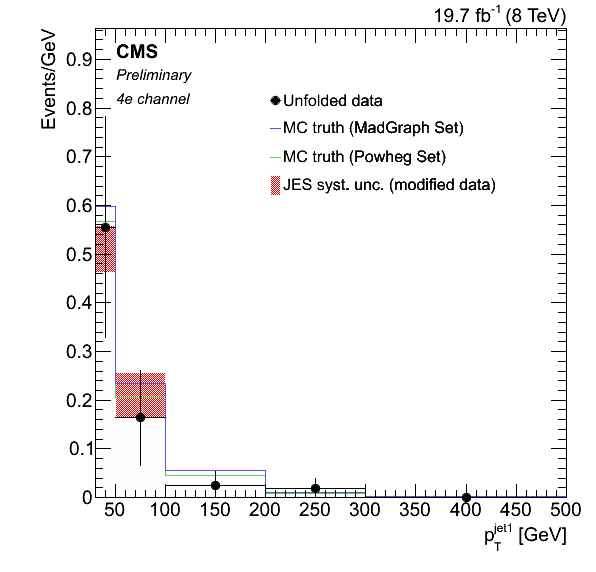 19.7 fb⁻¹ (8 TeV)
Events/GeV
CMS
Preliminary
4e channel
Unfolded data
MC truth (MadGraph Set)
MC truth (Powheg Set)
JES syst. unc. (modified data)
0.9
0.8
0.7
0.6
0.5
0.4
0.3
0.2
0.1
0
50 100 150 200 250 300 350 400 450 500
p_T^jet1 [GeV]